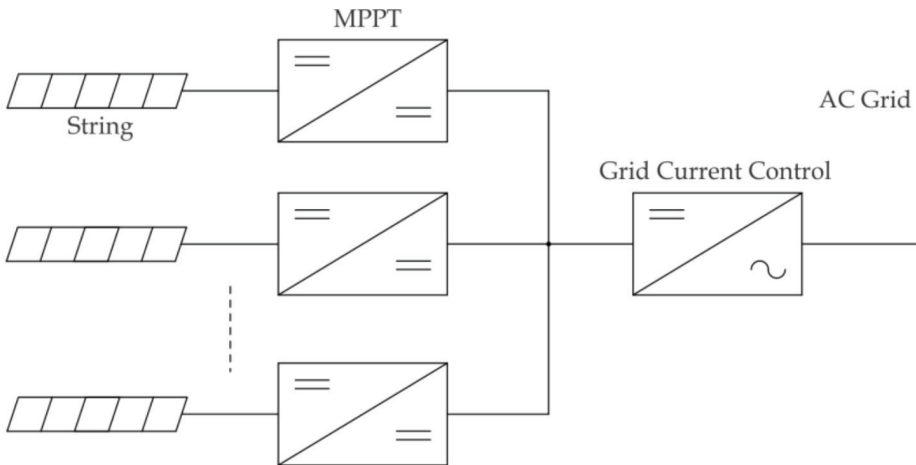 MPPT
AC Grid
String
Grid Current Control